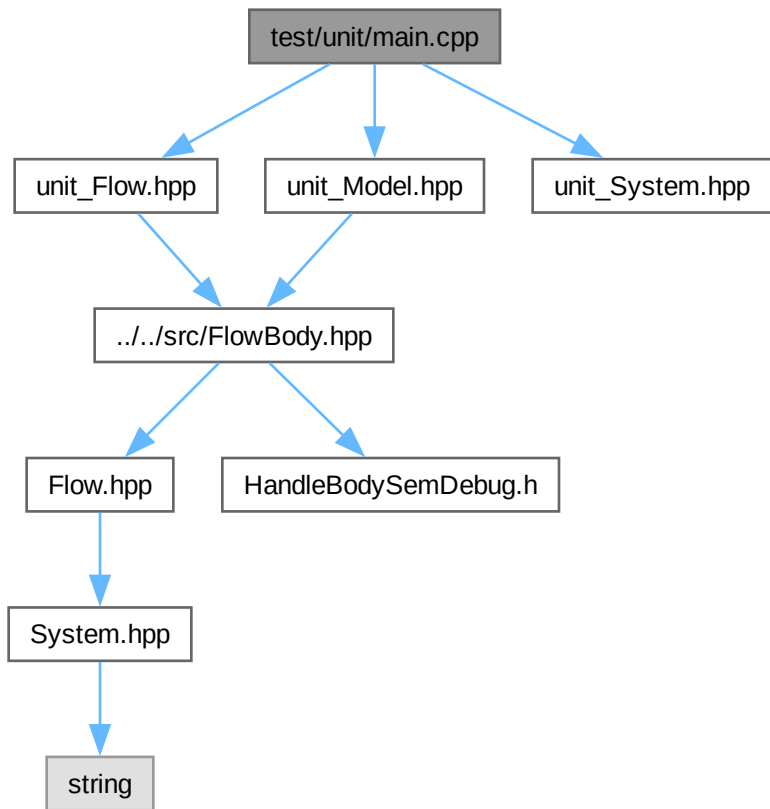 test/unit/main.cpp
unit_Flow.hpp
unit_Model.hpp
unit_System.hpp
../../src/FlowBody.hpp
Flow.hpp
HandleBodySemDebug.h
System.hpp
string